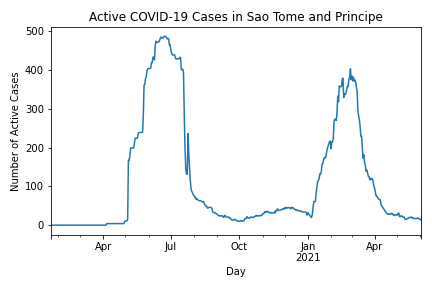 Active COVID-19 Cases in Sao Tome and Principe
Number of Active Cases
500
400
300
200
100
0
Apr
Jul
Oct
Jan
2021
Apr
Day